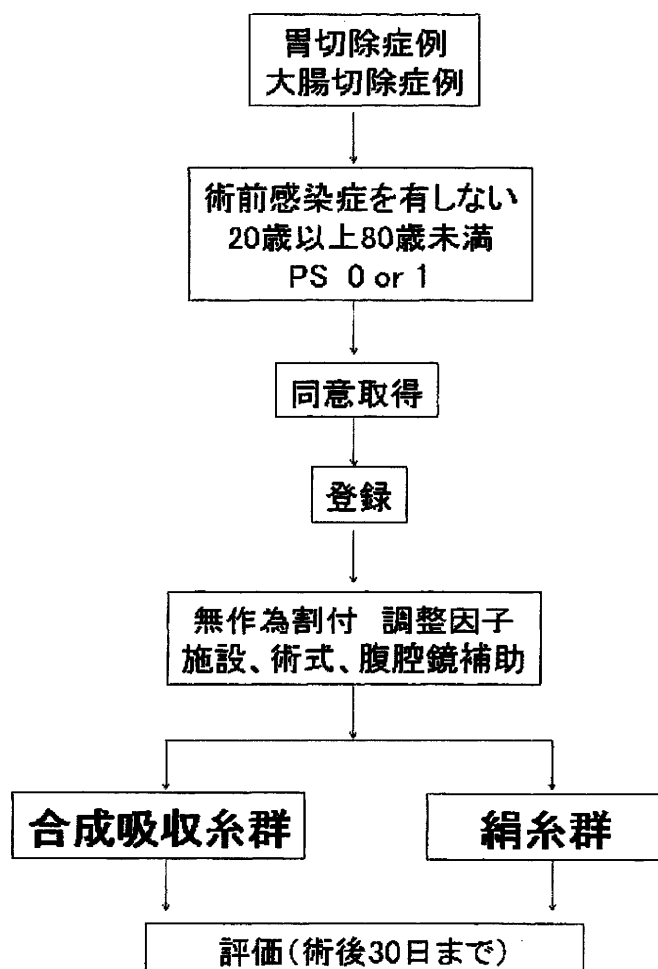 胃切除症例
大腸切除症例
術前感染症を有しない
20歳以上80歳未満
PS 0 or 1
同意取得
登録
無作為割付 調整因子
施設、術式、腹腔鏡補助
合成吸収糸群
絹糸群
評価(術後30日まで)